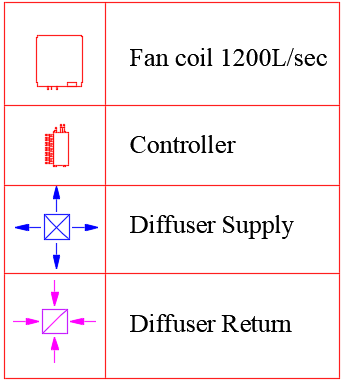 Fan coil 1200L/sec
Controller
Diffuser Supply
Diffuser Return